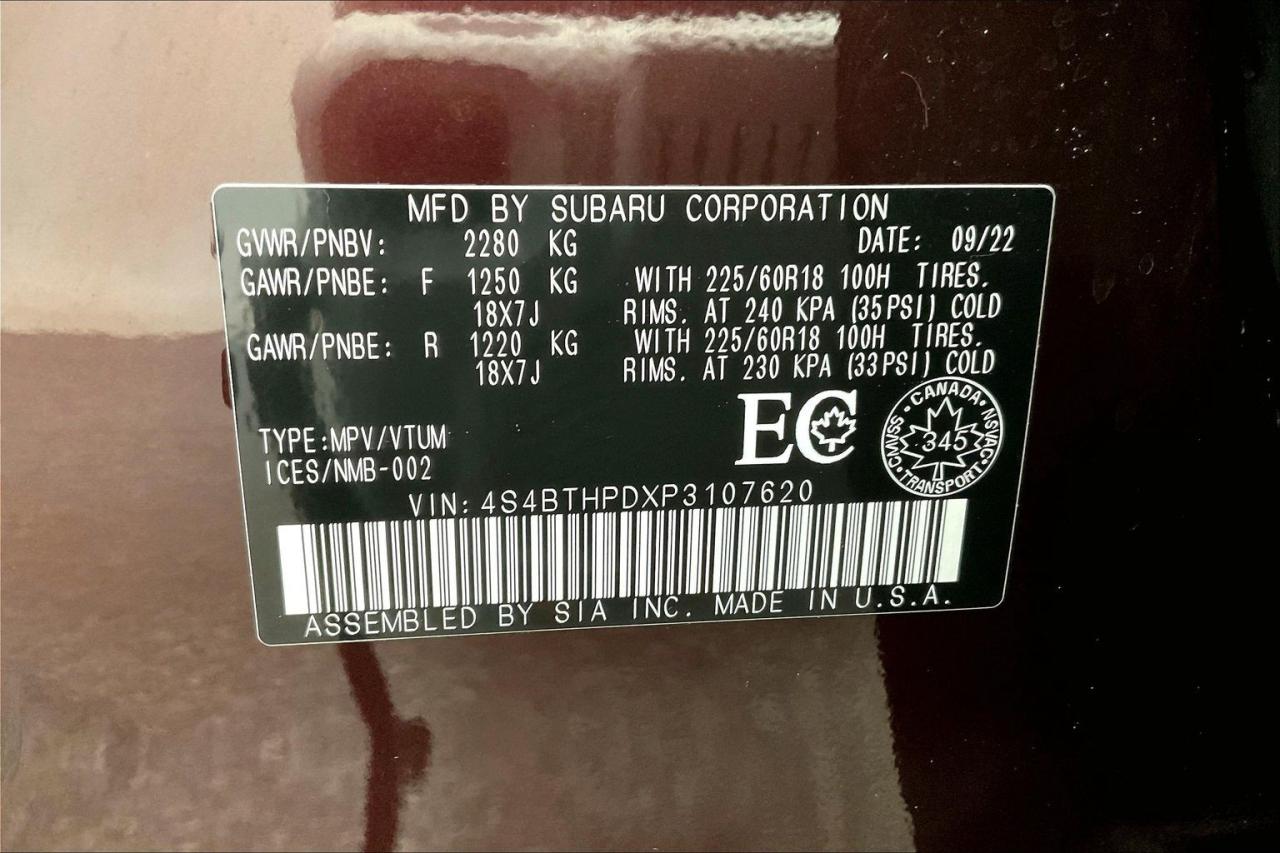 MFD BY SUBARU CORPORATION
GVWR/PNBV: 2280 KG DATE: 09/22
GAWR/PNBE: F 1250 KG WITH 225/60R18 100H TIRES.
18X7J RIMS. AT 240 KPA (35PSI) COLD
GAWR/PNBE: R 1220 KG WITH 225/60R18 100H TIRES.
18X7J RIMS. AT 230 KPA (33PSI) COLD
TYPE:MPV/VTUM
ICES/NMB-002
EC
CANADA • NSVAC • TRANSPORT • CMVSS •
345
VIN: 4S4BTHPDXP3107620
ASSEMBLED BY SIA INC. MADE IN U.S.A.